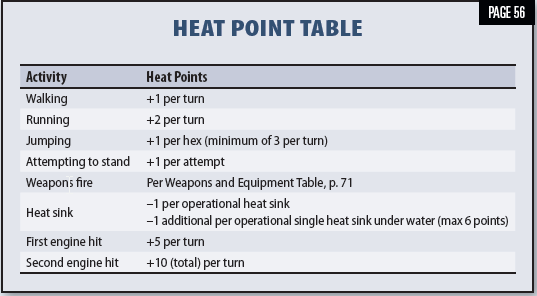 PAGE 56
HEAT POINT TABLE
Activity Heat Points
Walking +1 per turn
Running +2 per turn
Jumping +1 per hex (minimum of 3 per turn)
Attempting to stand +1 per attempt
Weapons fire Per Weapons and Equipment Table, p. 71
Heat sink –1 per operational heat sink
–1 additional per operational single heat sink under water (max 6 points)
First engine hit +5 per turn
Second engine hit +10 (total) per turn